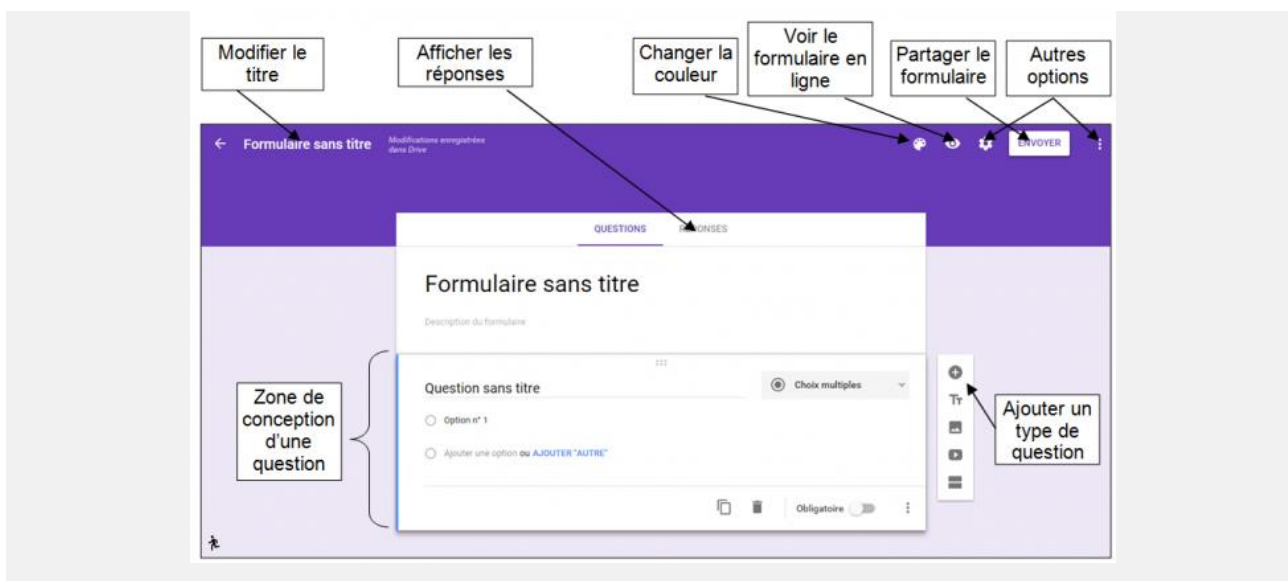 Modifier le
titre
Afficher les
réponses
Changer la
couleur
Voir le
formulaire en
ligne
Partager le
formulaire
Autres
options
Formulaire sans titre
Modifications enregistrées
dans Drive
ENVOYER
QUESTIONS RÉPONSES
Formulaire sans titre
Description du formulaire
Zone de
conception
d'une
question
Question sans titre
Choix multiples
Option n° 1
Ajouter une option ou AJOUTER "AUTRE"
Tт
Ajouter un
type de
question
Obligatoire